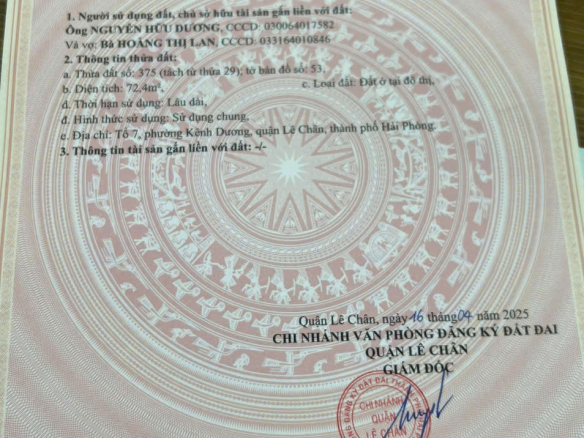 1. Người sử dụng đất, chủ sở hữu tài sản gắn liền với đất:
Ông NGUYỄN HỮU DƯƠNG, CCCD: 030064017582
Và vợ: Bà HOÀNG THỊ LAN, CCCD: 033164010846
2. Thông tin thửa đất:
a. Thửa đất số: 375 (tách từ thửa 29); tờ bản đồ số: 53,
b. Diện tích: 72,4m², c. Loại đất: Đất ở tại đô thị,
d. Thời hạn sử dụng: Lâu dài,
đ. Hình thức sử dụng: Sử dụng chung,
e. Địa chỉ: Tổ 7, phường Kênh Dương, quận Lê Chân, thành phố Hải Phòng.
3. Thông tin tài sản gắn liền với đất: -/-
Quận Lê Chân, ngày 16 tháng 04 năm 2025
CHI NHÁNH VĂN PHÒNG ĐĂNG KÝ ĐẤT ĐAI
QUẬN LÊ CHÂN
GIÁM ĐỐC
CHI NHÁNH
QUẬN
LÊ CHÂN